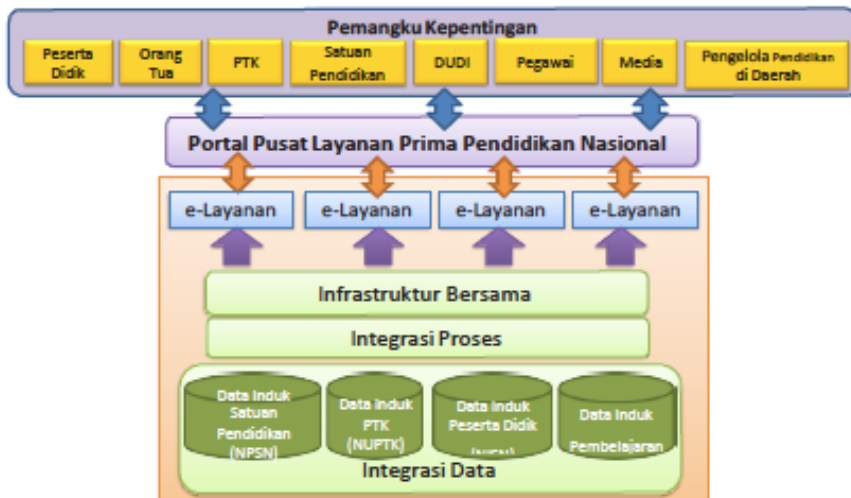 Pemangku Kepentingan
Peserta
Didik
Orang
Tua
PTK
Satuan
Pendidikan
DUDI
Pegawai
Media
Pengelola Pendidikan
di Daerah
Portal Pusat Layanan Prima Pendidikan Nasional
e-Layanan
e-Layanan
e-Layanan
e-Layanan
Infrastruktur Bersama
Integrasi Proses
Data Induk
Satuan
Pendidikan
(NPSN)
Data Induk
PTK
(NUPTK)
Data Induk
Peserta Didik
Data Induk
Pembelajaran
Integrasi Data